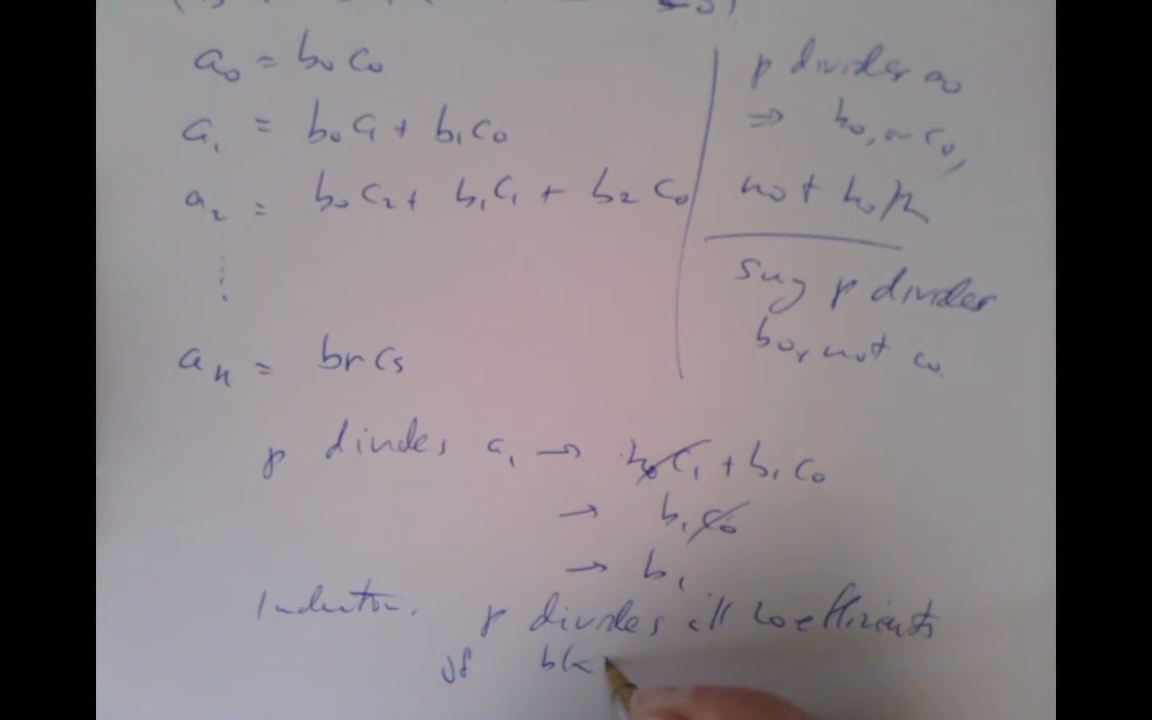 a₀ = b₀c₀
a₁ = b₀c₁ + b₁c₀
a₂ = b₀c₂ + b₁c₁ + b₂c₀
⋮
aₙ = bᵣcₛ
p divides a₀
⇒ b₀, or c₀,
not both
say p divides
b₀, not c₀
p divides a₁ → b₀c₁ + b₁c₀
→ b₁c₀
→ b₁
Induction. p divides all coefficients
of b(x